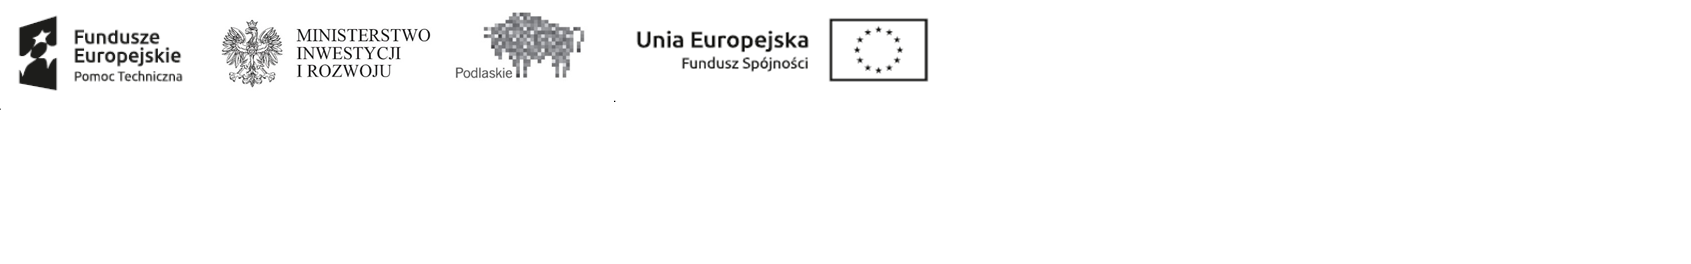 Fundusze
Europejskie
Pomoc Techniczna
MINISTERSTWO
INWESTYCJI
I ROZWOJU
Podlaskie
Unia Europejska
Fundusz Spójności